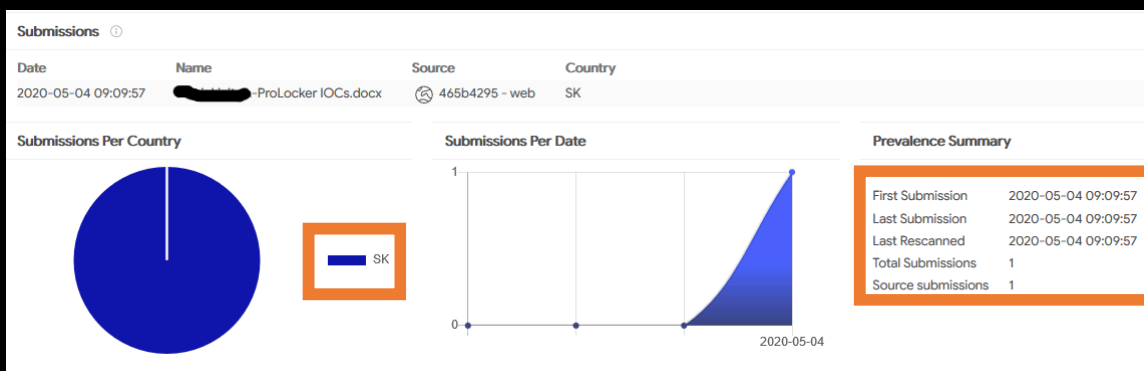 Submissions
Date Name Source Country
2020-05-04 09:09:57 -ProLocker IOCs.docx 465b4295 - web SK
Submissions Per Country
SK
Submissions Per Date
1
0
2020-05-04
Prevalence Summary
First Submission 2020-05-04 09:09:57
Last Submission 2020-05-04 09:09:57
Last Rescanned 2020-05-04 09:09:57
Total Submissions 1
Source submissions 1